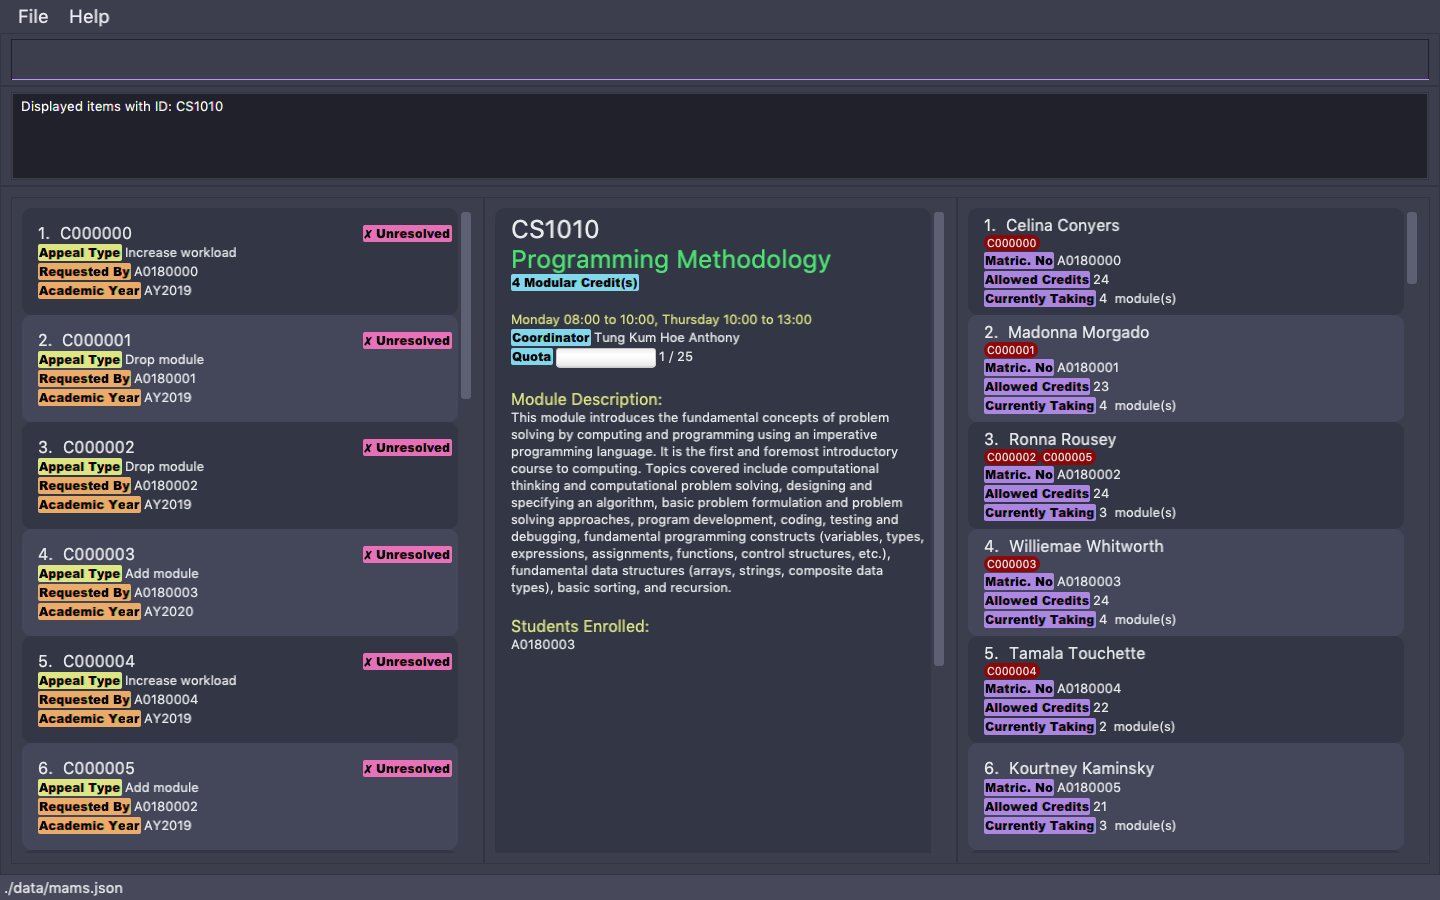 File Help
Displayed items with ID: CS1010
1. C000000 ✗ Unresolved
Appeal Type Increase workload
Requested By A0180000
Academic Year AY2019
2. C000001 ✗ Unresolved
Appeal Type Drop module
Requested By A0180001
Academic Year AY2019
3. C000002 ✗ Unresolved
Appeal Type Drop module
Requested By A0180002
Academic Year AY2019
4. C000003 ✗ Unresolved
Appeal Type Add module
Requested By A0180003
Academic Year AY2020
5. C000004 ✗ Unresolved
Appeal Type Increase workload
Requested By A0180004
Academic Year AY2019
6. C000005 ✗ Unresolved
Appeal Type Add module
Requested By A0180002
Academic Year AY2019
CS1010
Programming Methodology
4 Modular Credit(s)
Monday 08:00 to 10:00, Thursday 10:00 to 13:00
Coordinator Tung Kum Hoe Anthony
Quota 1 / 25
Module Description:
This module introduces the fundamental concepts of problem
solving by computing and programming using an imperative
programming language. It is the first and foremost introductory
course to computing. Topics covered include computational
thinking and computational problem solving, designing and
specifying an algorithm, basic problem formulation and problem
solving approaches, program development, coding, testing and
debugging, fundamental programming constructs (variables, types,
expressions, assignments, functions, control structures, etc.),
fundamental data structures (arrays, strings, composite data
types), basic sorting, and recursion.
Students Enrolled:
A0180003
1. Celina Conyers
C000000
Matric. No A0180000
Allowed Credits 24
Currently Taking 4 module(s)
2. Madonna Morgado
C000001
Matric. No A0180001
Allowed Credits 23
Currently Taking 4 module(s)
3. Ronna Rousey
C000002 C000005
Matric. No A0180002
Allowed Credits 24
Currently Taking 3 module(s)
4. Williemae Whitworth
C000003
Matric. No A0180003
Allowed Credits 24
Currently Taking 4 module(s)
5. Tamala Touchette
C000004
Matric. No A0180004
Allowed Credits 22
Currently Taking 2 module(s)
6. Kourtney Kaminsky
Matric. No A0180005
Allowed Credits 21
Currently Taking 3 module(s)
./data/mams.json